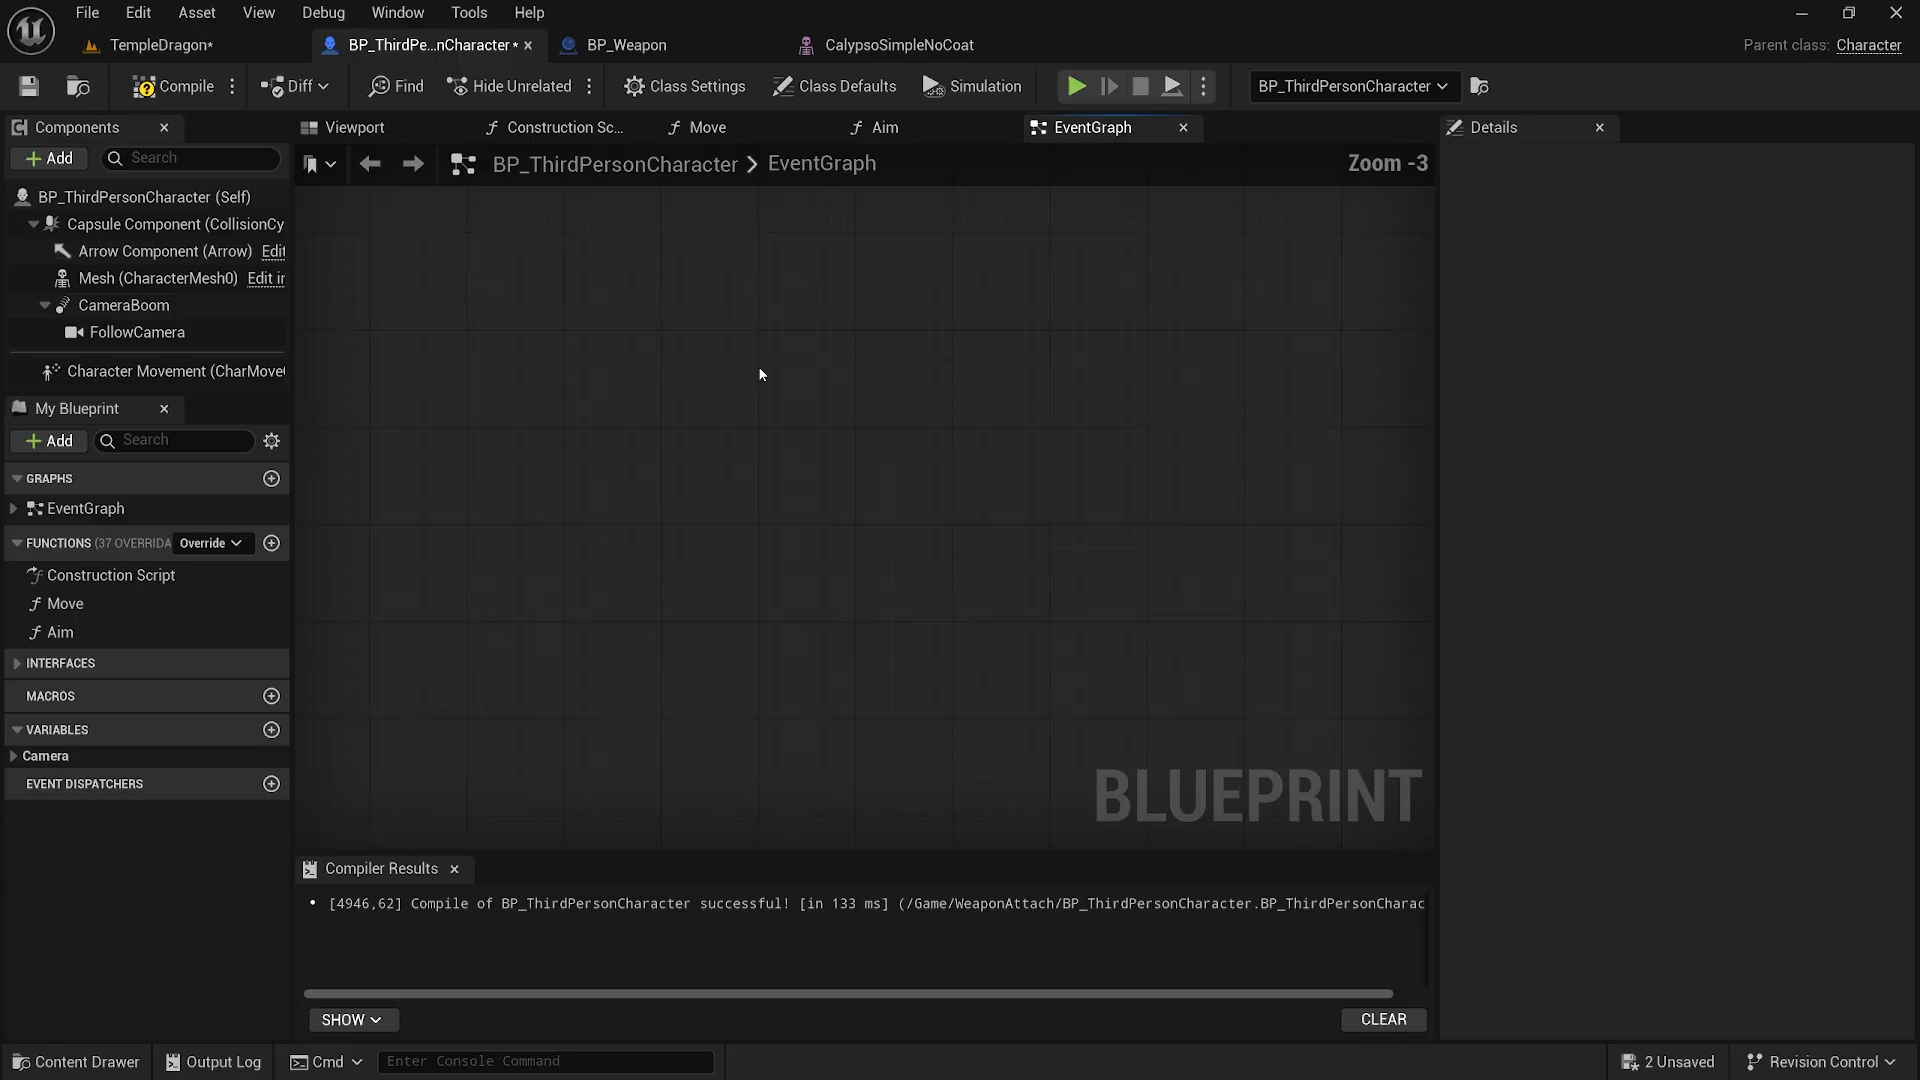 File Edit Asset View Debug Window Tools Help
TempleDragon* BP_ThirdPe...nCharacter* BP_Weapon CalypsoSimpleNoCoat Parent class: Character
Compile Diff Find Hide Unrelated Class Settings Class Defaults Simulation BP_ThirdPersonCharacter
Components Viewport Construction Sc... Move Aim EventGraph Details
Add Search BP_ThirdPersonCharacter EventGraph Zoom -3
BP_ThirdPersonCharacter (Self)
Capsule Component (CollisionCy
Arrow Component (Arrow) Edit
Mesh (CharacterMesh0) Edit in
CameraBoom
FollowCamera
Character Movement (CharMove
My Blueprint
Add Search
GRAPHS
EventGraph
FUNCTIONS (37 OVERRIDA Override
Construction Script
Move
Aim
INTERFACES
MACROS
VARIABLES
Camera
EVENT DISPATCHERS
BLUEPRINT
Compiler Results
• [4946,62] Compile of BP_ThirdPersonCharacter successful! [in 133 ms] (/Game/WeaponAttach/BP_ThirdPersonCharacter.BP_ThirdPersonCharac
SHOW CLEAR
Content Drawer Output Log Cmd Enter Console Command 2 Unsaved Revision Control